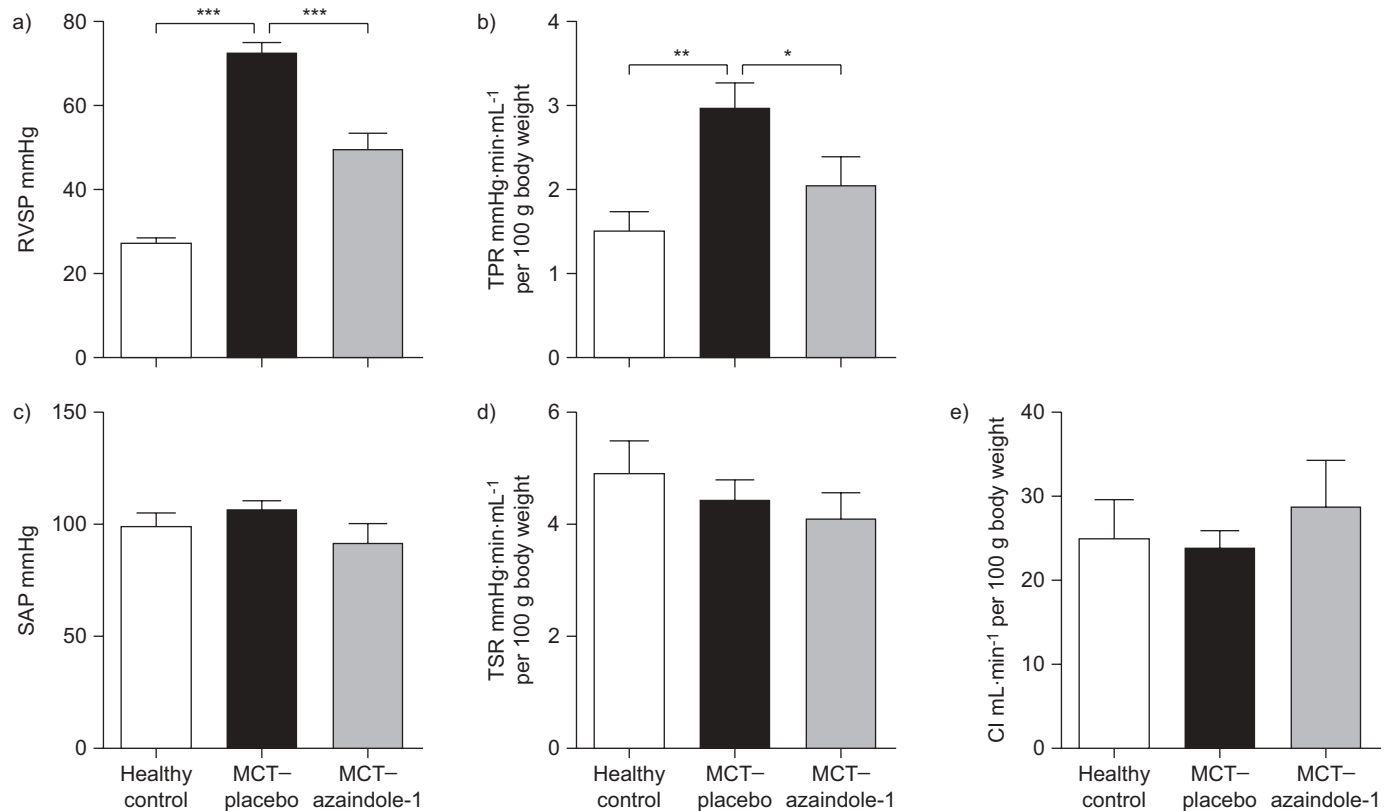 a)
***
***
80
60
40
20
0
RVSP mmHg
b)
**
*
4
3
2
1
0
TPR mmHg·min·mL-1
per 100 g body weight
c)
150
100
50
0
SAP mmHg
Healthy
control
MCT–
placebo
MCT–
azaindole-1
d)
6
4
2
0
TSR mmHg·min·mL-1
per 100 g body weight
Healthy
control
MCT–
placebo
MCT–
azaindole-1
e)
40
30
20
10
0
CI mL·min-1 per 100 g body weight
Healthy
control
MCT–
placebo
MCT–
azaindole-1